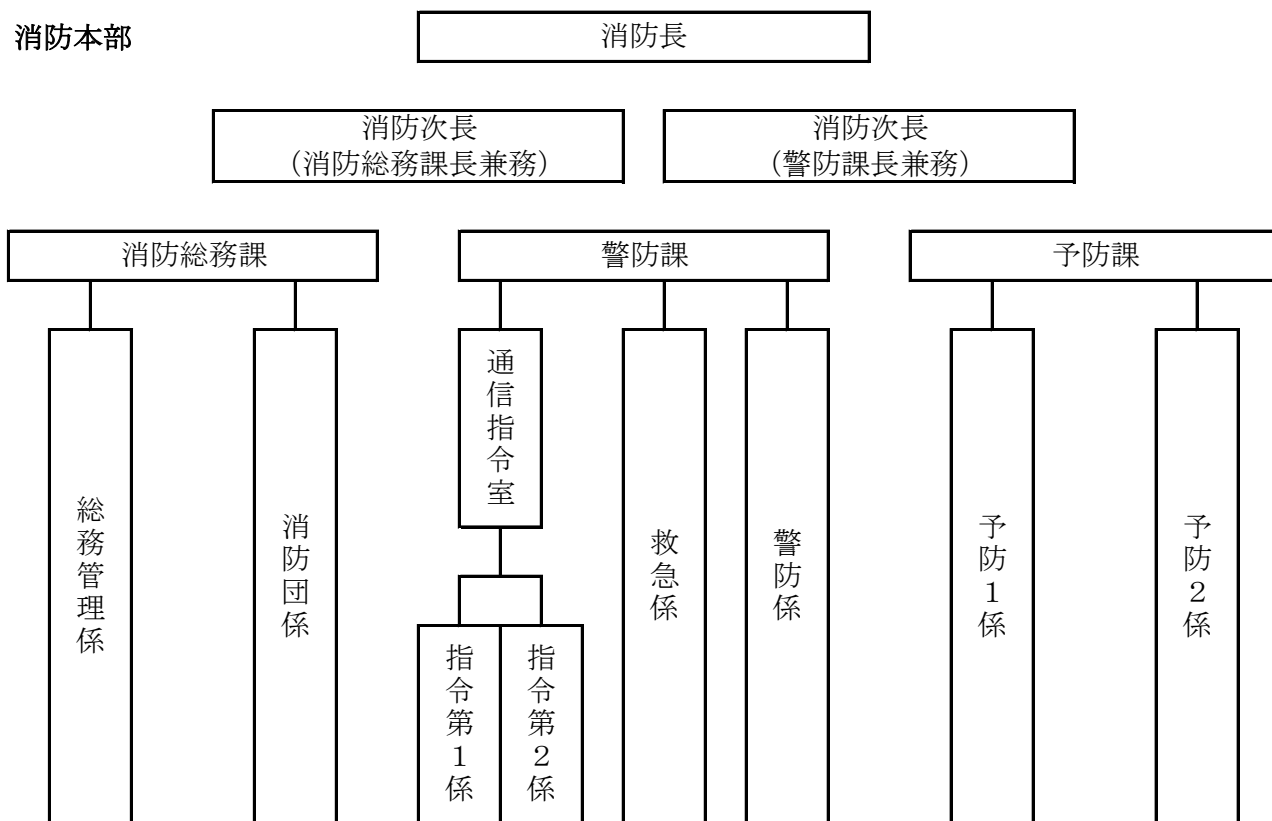 消防本部
消防長
消防次長
（消防総務課長兼務）
消防次長
（警防課長兼務）
消防総務課
警防課
予防課
総務管理係
消防団係
通信指令室
指令第１係
指令第２係
救急係
警防係
予防１係
予防２係